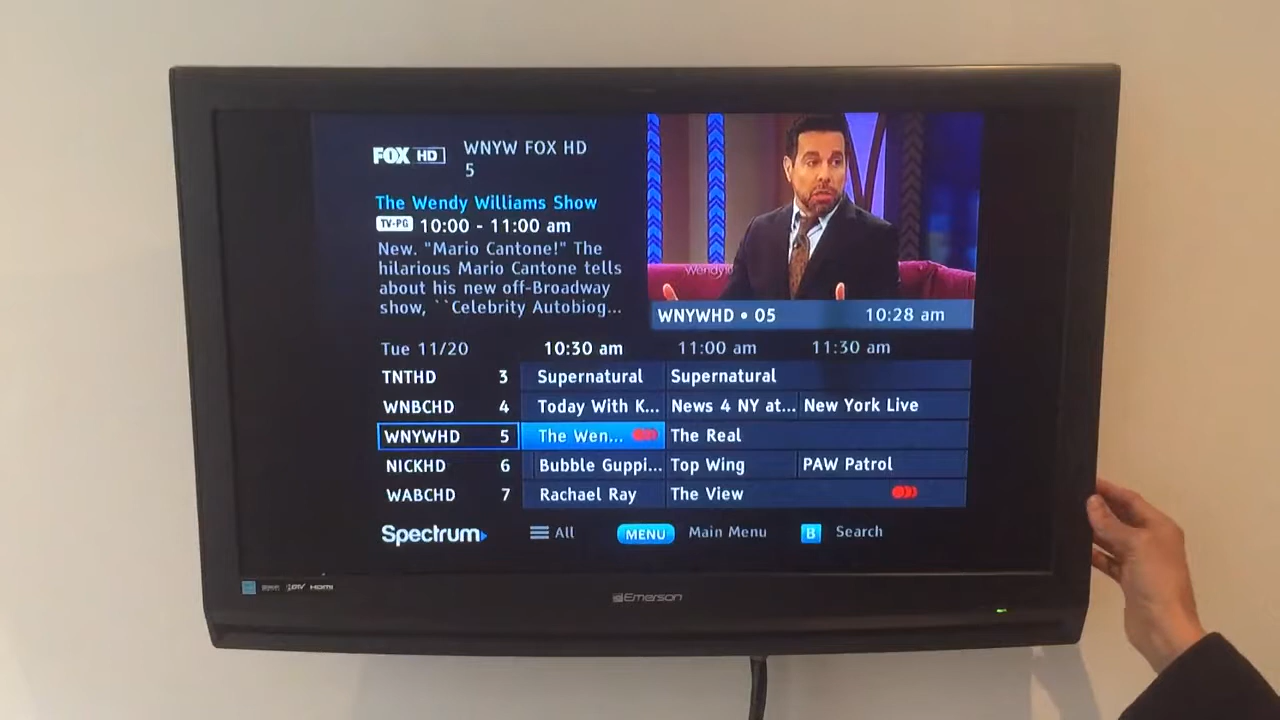 FOX HD WNYW FOX HD
5
The Wendy Williams Show
TV-PG 10:00 - 11:00 am
New. "Mario Cantone!" The
hilarious Mario Cantone tells
about his new off-Broadway
show, ``Celebrity Autobiog...
Wendy
WNYWHD • 05 10:28 am
Tue 11/20 10:30 am 11:00 am 11:30 am
TNTHD 3 Supernatural Supernatural
WNBCHD 4 Today With K... News 4 NY at... New York Live
WNYWHD 5 The Wen... The Real
NICKHD 6 Bubble Guppi... Top Wing PAW Patrol
WABCHD 7 Rachael Ray The View
Spectrum All MENU Main Menu B Search
HDTV HDMI
Emerson